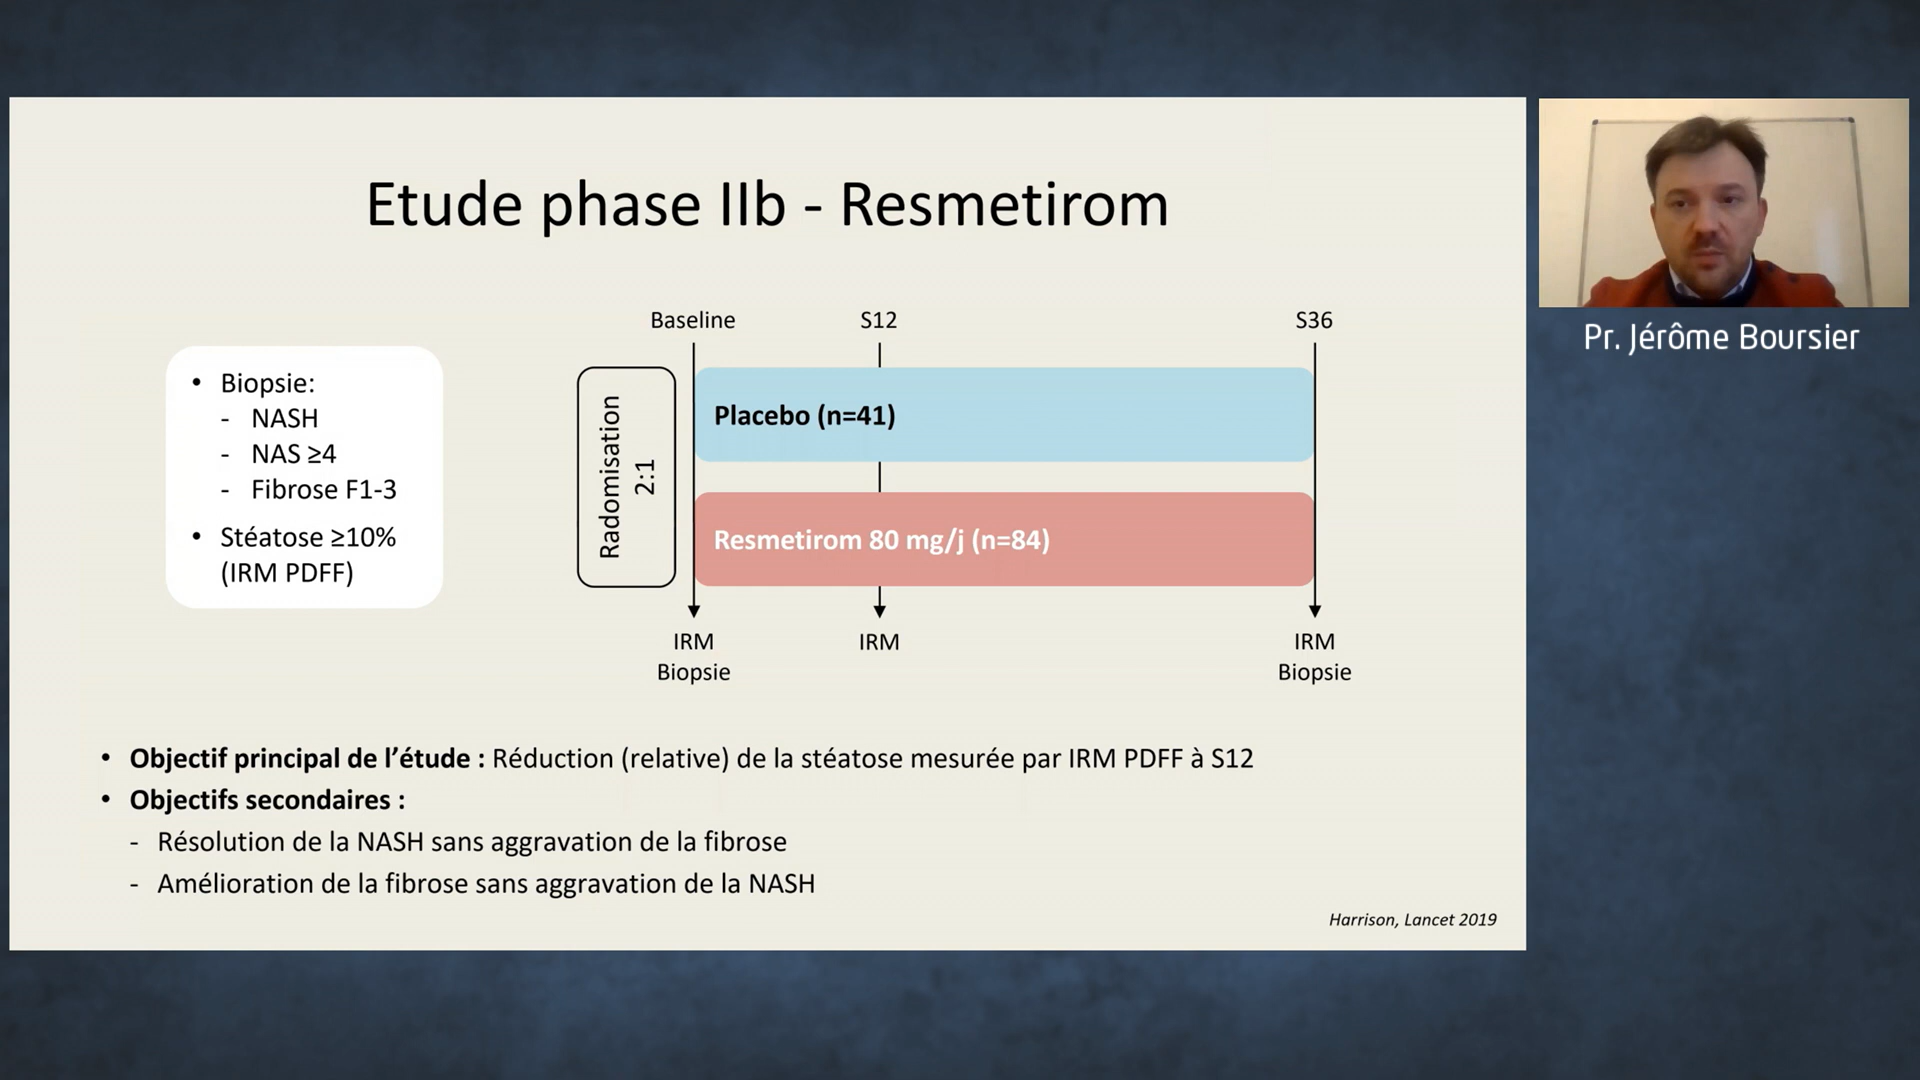 Etude phase IIb - Resmetirom
Baseline
S12
S36
• Biopsie:
- NASH
- NAS ≥4
- Fibrose F1-3
• Stéatose ≥10%
(IRM PDFF)
Radomisation
2:1
Placebo (n=41)
Resmetirom 80 mg/j (n=84)
IRM
Biopsie
IRM
IRM
Biopsie
• Objectif principal de l’étude : Réduction (relative) de la stéatose mesurée par IRM PDFF à S12
• Objectifs secondaires :
- Résolution de la NASH sans aggravation de la fibrose
- Amélioration de la fibrose sans aggravation de la NASH
Harrison, Lancet 2019
Pr. Jérôme Boursier